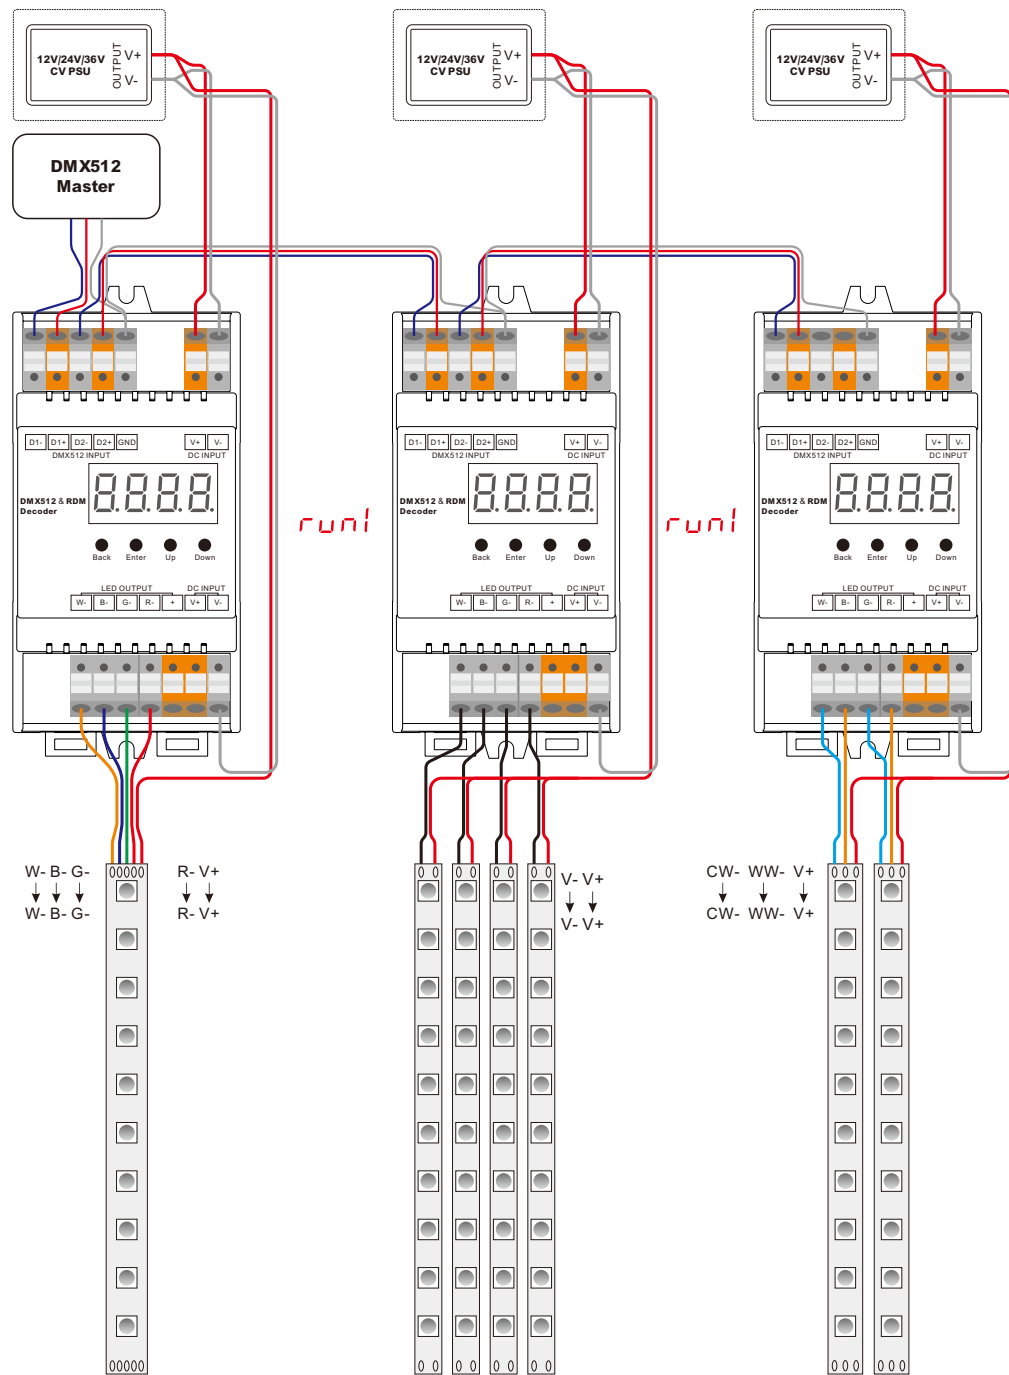 12V/24V/36V
CV PSU
OUTPUT
V+
V-
12V/24V/36V
CV PSU
OUTPUT
V+
V-
12V/24V/36V
CV PSU
OUTPUT
V+
V-
DMX512
Master
D1- D1+ D2- D2+ GND V+ V-
DMX512 INPUT DC INPUT
8.8.8.8
DMX512 & RDM
Decoder
Back Enter Up Down
LED OUTPUT DC INPUT
W- B- G- R- + V+ V-
run1
D1- D1+ D2- D2+ GND V+ V-
DMX512 INPUT DC INPUT
8.8.8.8
DMX512 & RDM
Decoder
Back Enter Up Down
LED OUTPUT DC INPUT
W- B- G- R- + V+ V-
run1
D1- D1+ D2- D2+ GND V+ V-
DMX512 INPUT DC INPUT
8.8.8.8
DMX512 & RDM
Decoder
Back Enter Up Down
LED OUTPUT DC INPUT
W- B- G- R- + V+ V-
W- B- G- R- V+
W- B- G- R- V+
V- V+
V- V+
CW- WW- V+
CW- WW- V+